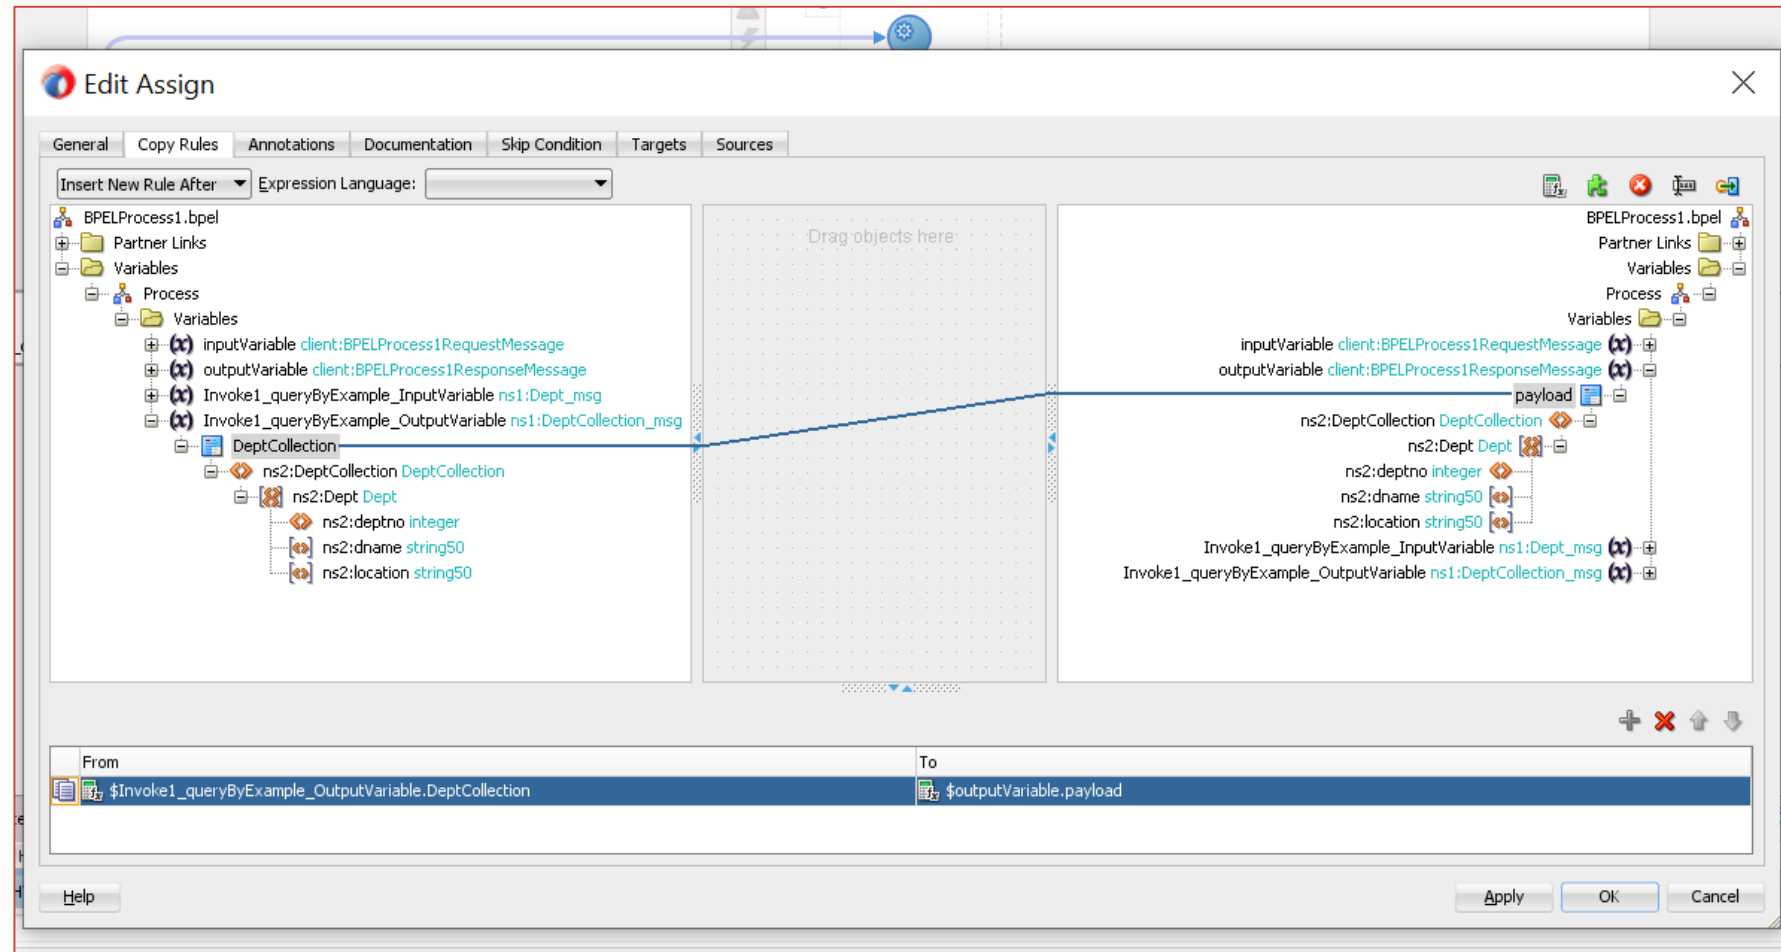 Edit Assign
General Copy Rules Annotations Documentation Skip Condition Targets Sources
Insert New Rule After Expression Language:
BPELProcess1.bpel
Partner Links
Variables
Process
Variables
inputVariable client:BPELProcess1RequestMessage
outputVariable client:BPELProcess1ResponseMessage
Invoke1_queryByExample_InputVariable ns1:Dept_msg
Invoke1_queryByExample_OutputVariable ns1:DeptCollection_msg
DeptCollection
ns2:DeptCollection DeptCollection
ns2:Dept Dept
ns2:deptno integer
ns2:dname string50
ns2:location string50
Drag objects here
BPELProcess1.bpel
Partner Links
Variables
Process
Variables
inputVariable client:BPELProcess1RequestMessage
outputVariable client:BPELProcess1ResponseMessage
payload
ns2:DeptCollection DeptCollection
ns2:Dept Dept
ns2:deptno integer
ns2:dname string50
ns2:location string50
Invoke1_queryByExample_InputVariable ns1:Dept_msg
Invoke1_queryByExample_OutputVariable ns1:DeptCollection_msg
From To
$Invoke1_queryByExample_OutputVariable.DeptCollection $outputVariable.payload
Help Apply OK Cancel